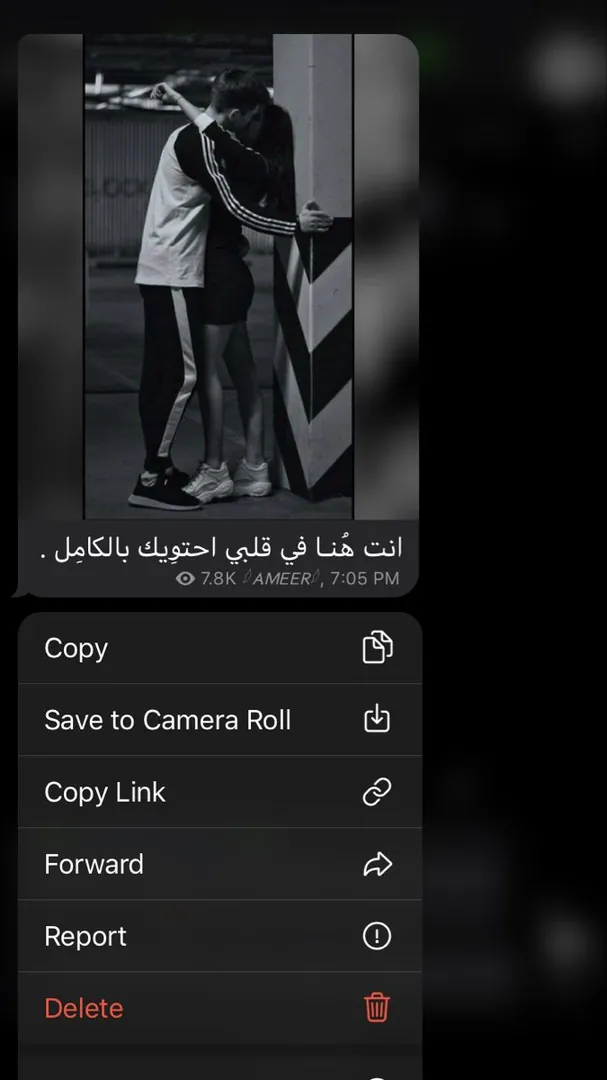 انت هُنـا في قلبي احتوِيك بالكامِل .
7.8K AMEER, 7:05 PM
Copy
Save to Camera Roll
Copy Link
Forward
Report
Delete